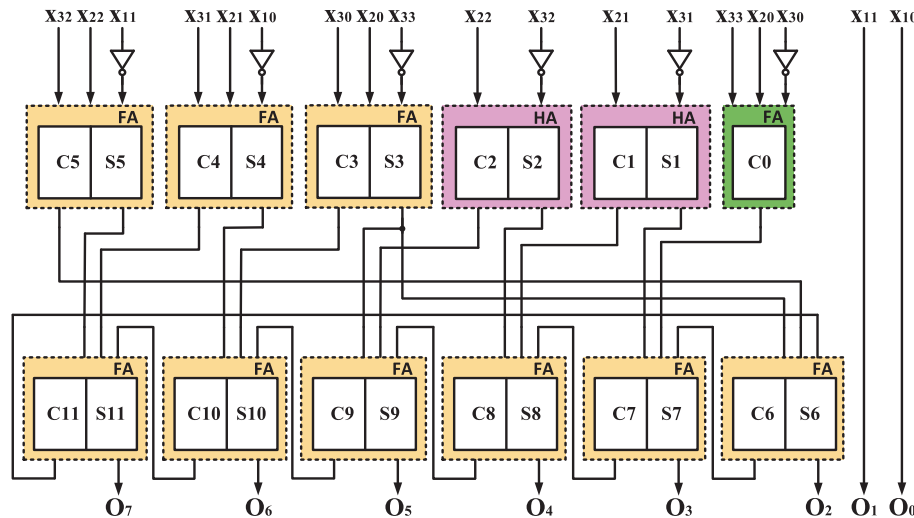 x32 x22 x11 x31 x21 x10 x30 x20 x33 x22 x32 x21 x31 x33 x20 x30 x11 x10
FA FA FA HA HA FA
C5 S5 C4 S4 C3 S3 C2 S2 C1 S1 C0
FA FA FA FA FA FA
C11 S11 C10 S10 C9 S9 C8 S8 C7 S7 C6 S6
O7 O6 O5 O4 O3 O2 O1 O0